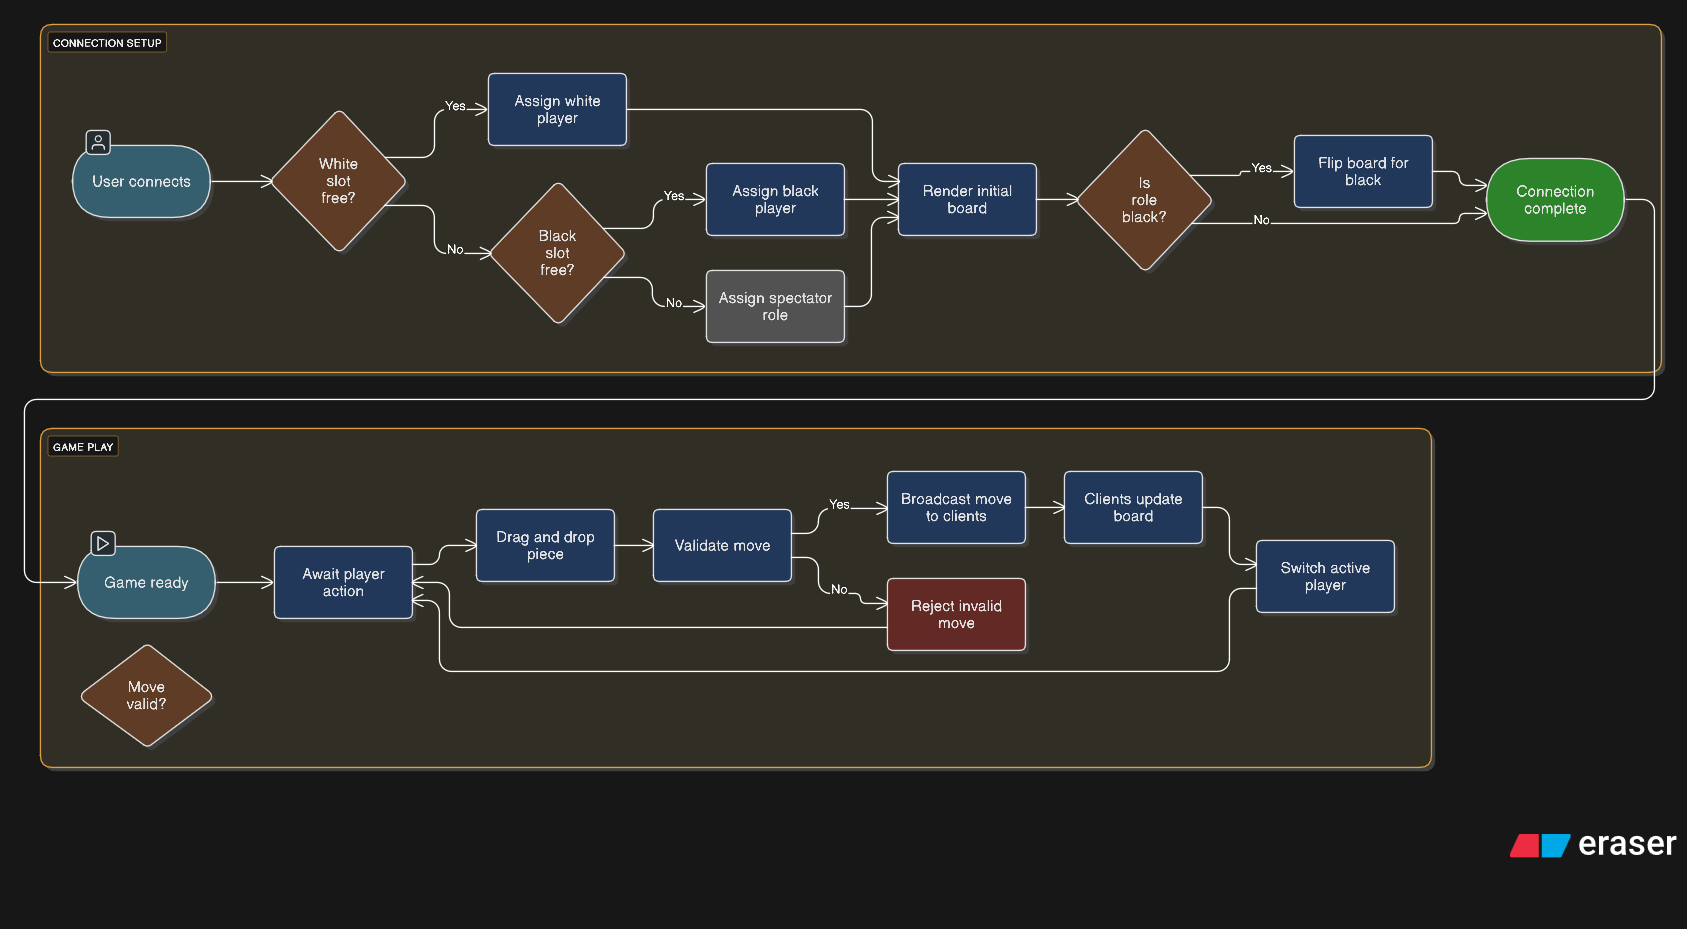 CONNECTION SETUP
User connects
White
slot
free?
Yes
No
Assign white
player
Black
slot
free?
Yes
No
Assign black
player
Assign spectator
role
Render initial
board
Is
role
black?
Yes
No
Flip board for
black
Connection
complete
GAME PLAY
Game ready
Await player
action
Drag and drop
piece
Validate move
Yes
No
Broadcast move
to clients
Clients update
board
Reject invalid
move
Switch active
player
Move
valid?
eraser